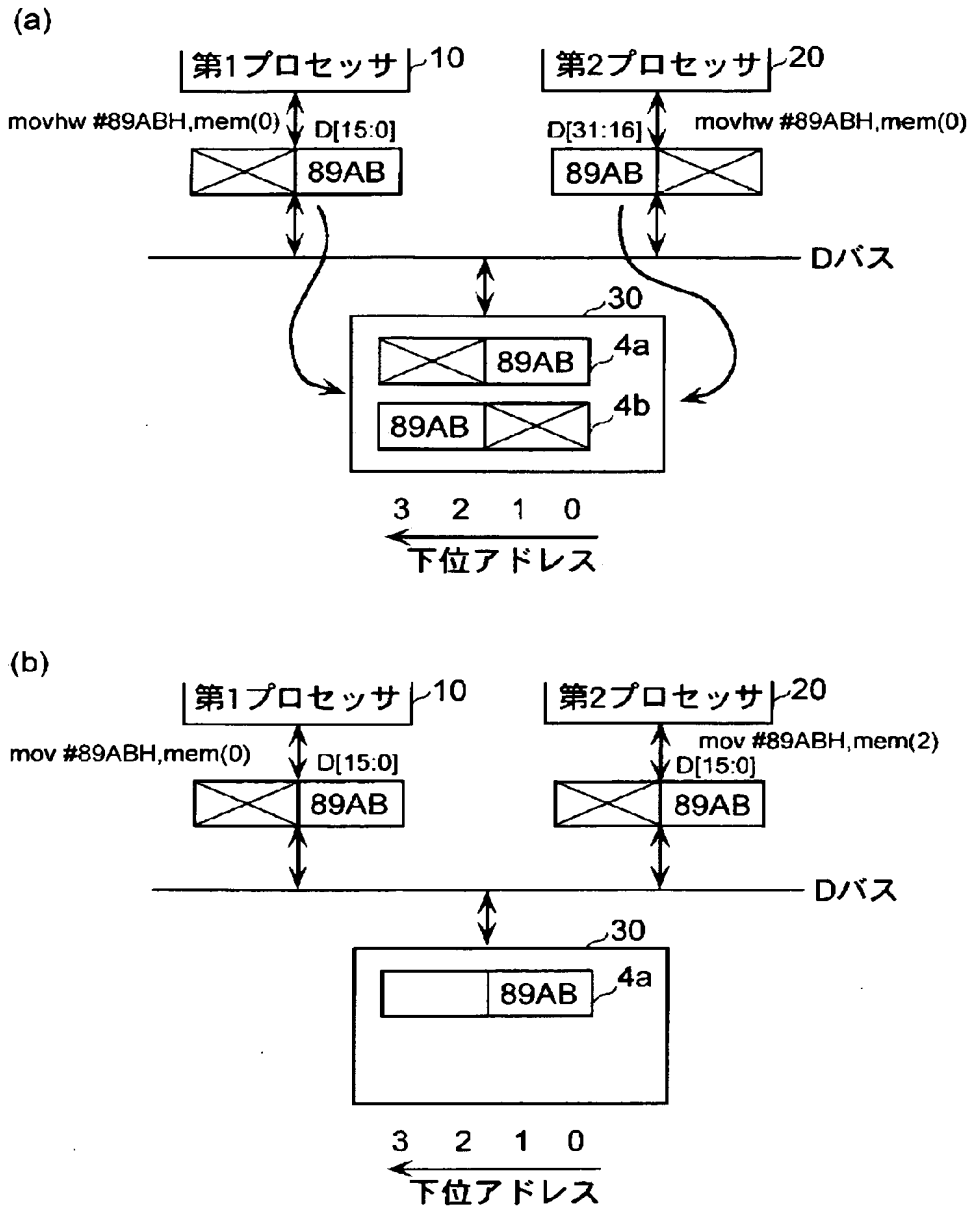 (a)
第1プロセッサ 10 第2プロセッサ 20
movhw #89ABH,mem(0) D[15:0] D[31:16] movhw #89ABH,mem(0)
89AB 89AB
Dバス
30
89AB 4a
89AB 4b
3 2 1 0
下位アドレス
(b)
第1プロセッサ 10 第2プロセッサ 20
mov #89ABH,mem(0) D[15:0] mov #89ABH,mem(2)
D[15:0]
89AB 89AB
Dバス
30
89AB 4a
3 2 1 0
下位アドレス